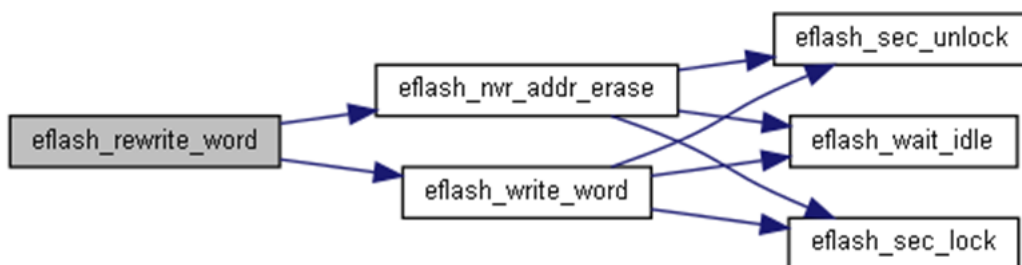 eflash_sec_unlock
eflash_nvr_addr_erase
eflash_rewrite_word
eflash_wait_idle
eflash_write_word
eflash_sec_lock